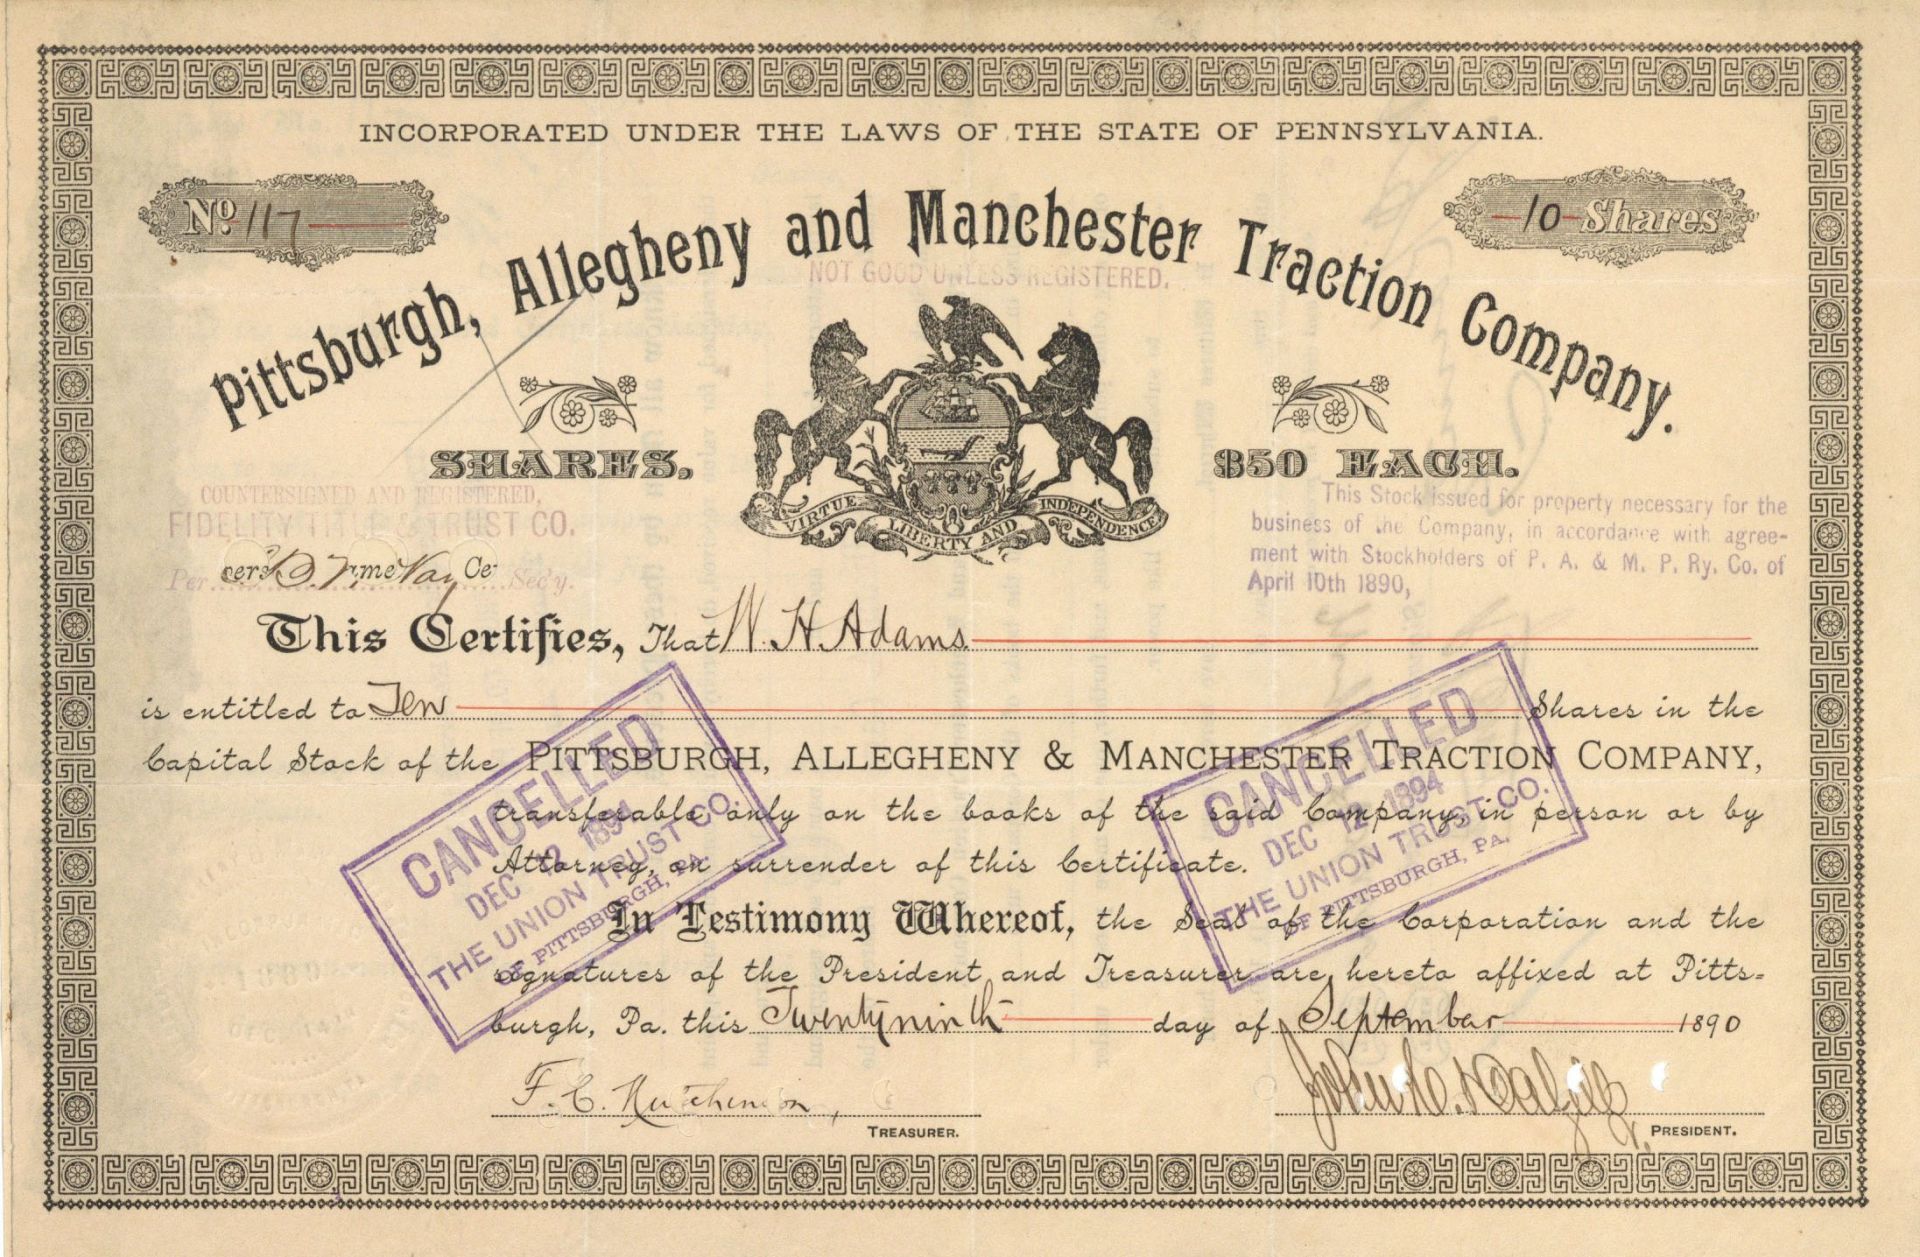 INCORPORATED UNDER THE LAWS OF THE STATE OF PENNSYLVANIA.
No. 117
10 Shares
Pittsburgh, Allegheny and Manchester Traction Company.
NOT GOOD UNLESS REGISTERED.
SHARES. $50 EACH.
VIRTUE LIBERTY AND INDEPENDENCE
COUNTERSIGNED AND REGISTERED,
FIDELITY TITLE & TRUST CO.
Per Sec'y.
This Stock issued for property necessary for the
business of the Company, in accordance with agree-
ment with Stockholders of P. A. & M. P. Ry. Co. of
April 10th 1890,
This Certifies, That W. H. Adams
is entitled to Ten Shares in the
Capital Stock of the PITTSBURGH, ALLEGHENY & MANCHESTER TRACTION COMPANY,
transferable only on the books of the said Company, in person or by
Attorney, on surrender of this Certificate.
In Testimony Whereof, the Seal of the Corporation and the
signatures of the President and Treasurer are hereto affixed at Pitts-
burgh, Pa. this Twentyninth day of September 1890
CANCELLED
DEC 12 1894
THE UNION TRUST CO.
OF PITTSBURGH, PA.
CANCELLED
DEC 12 1894
THE UNION TRUST CO.
OF PITTSBURGH, PA.
F. C. Hutchinson,
TREASURER.
PRESIDENT.